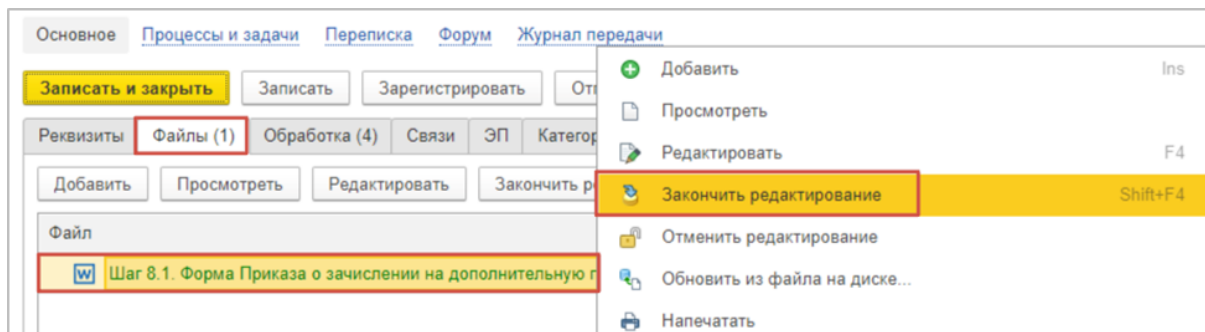 Основное Процессы и задачи Переписка Форум Журнал передачи
Записать и закрыть Записать Зарегистрировать
Реквизиты Файлы (1) Обработка (4) Связи ЭП
Добавить Просмотреть Редактировать Закончить
Файл
Шаг 8.1. Форма Приказа о зачислении на дополнительную
Добавить Ins
Просмотреть
Редактировать F4
Закончить редактирование Shift+F4
Отменить редактирование
Обновить из файла на диске...
Напечатать